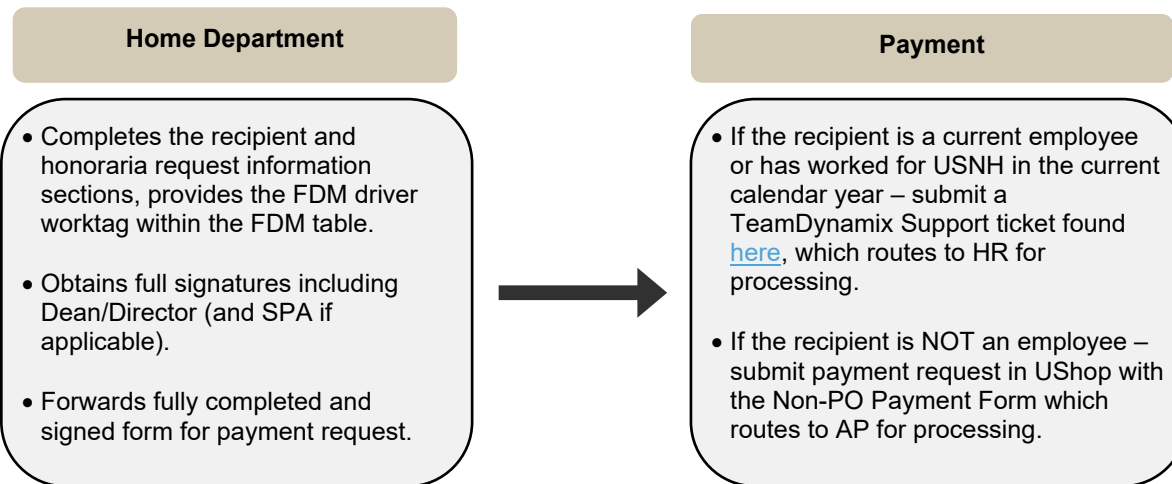 Home Department
• Completes the recipient and
honoraria request information
sections, provides the FDM driver
worktag within the FDM table.
• Obtains full signatures including
Dean/Director (and SPA if
applicable).
• Forwards fully completed and
signed form for payment request.
Payment
• If the recipient is a current employee
or has worked for USNH in the current
calendar year – submit a
TeamDynamix Support ticket found
here, which routes to HR for
processing.
• If the recipient is NOT an employee –
submit payment request in UShop with
the Non-PO Payment Form which
routes to AP for processing.